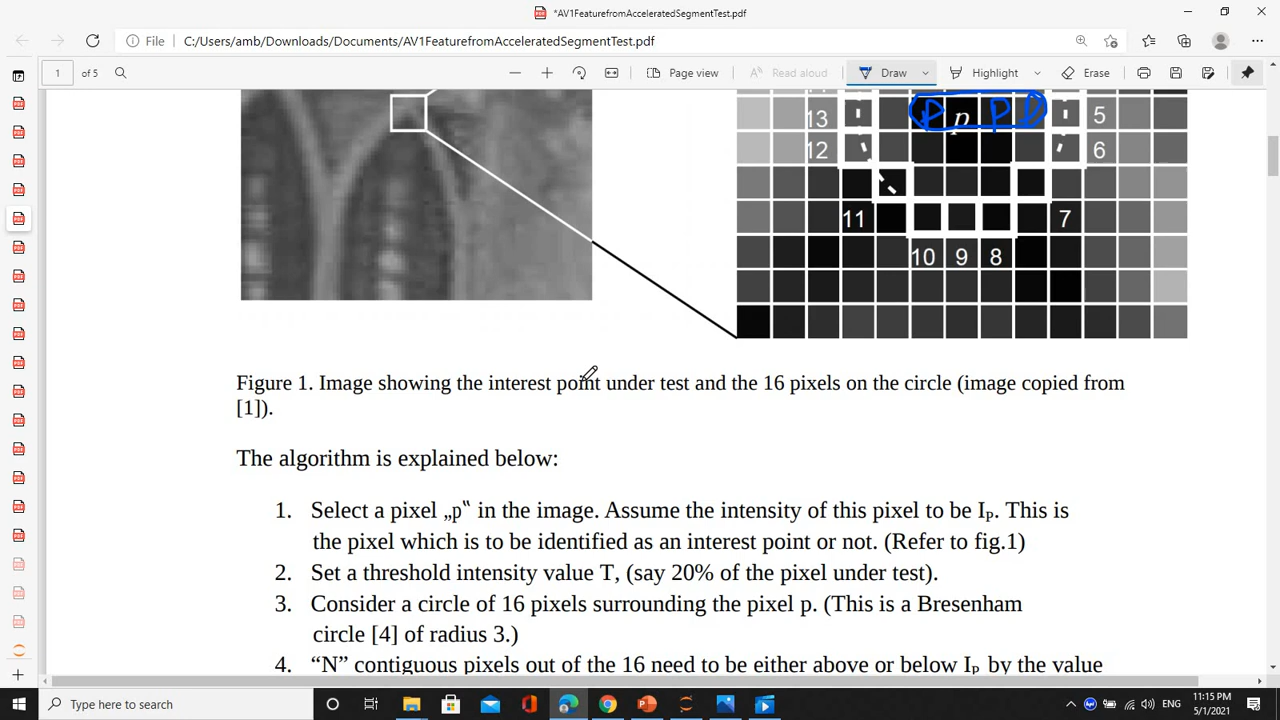 *AV1FeaturefromAcceleratedSegmentTest.pdf
File C:/Users/amb/Downloads/Documents/AV1FeaturefromAcceleratedSegmentTest.pdf
1 of 5 Page view Read aloud Draw Highlight Erase
13 P p P P 5
12 6
11 7
10 9 8
Figure 1. Image showing the interest point under test and the 16 pixels on the circle (image copied from
[1]).
The algorithm is explained below:
1. Select a pixel „p‟ in the image. Assume the intensity of this pixel to be IP. This is
the pixel which is to be identified as an interest point or not. (Refer to fig.1)
2. Set a threshold intensity value T, (say 20% of the pixel under test).
3. Consider a circle of 16 pixels surrounding the pixel p. (This is a Bresenham
circle [4] of radius 3.)
4. “N” contiguous pixels out of the 16 need to be either above or below IP by the value
Type here to search
ENG
11:15 PM
5/1/2021